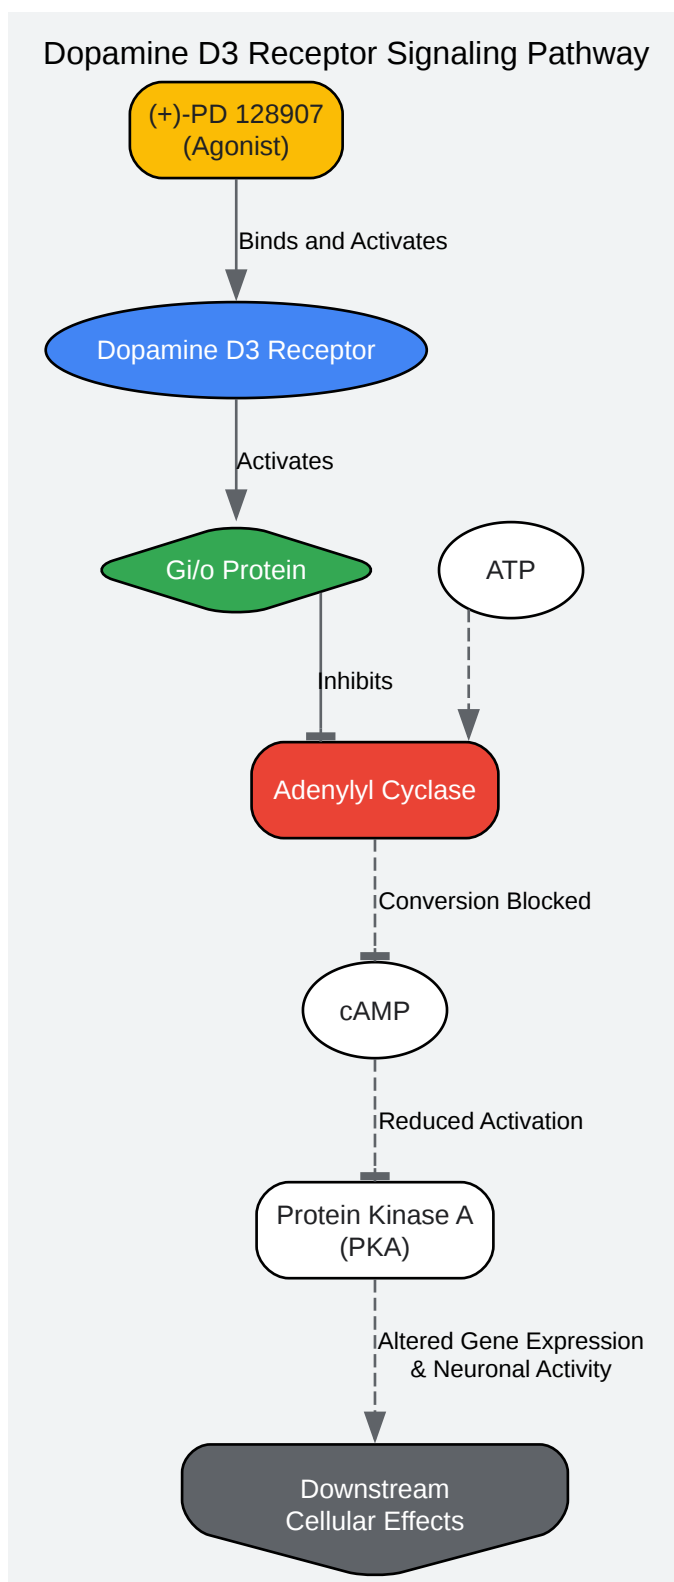 Dopamine D3 Receptor Signaling Pathway
(+)-PD 128907
(Agonist)
Binds and Activates
Dopamine D3 Receptor
Activates
Gi/o Protein
ATP
Inhibits
Adenylyl Cyclase
Conversion Blocked
cAMP
Reduced Activation
Protein Kinase A
(PKA)
Altered Gene Expression
& Neuronal Activity
Downstream
Cellular Effects